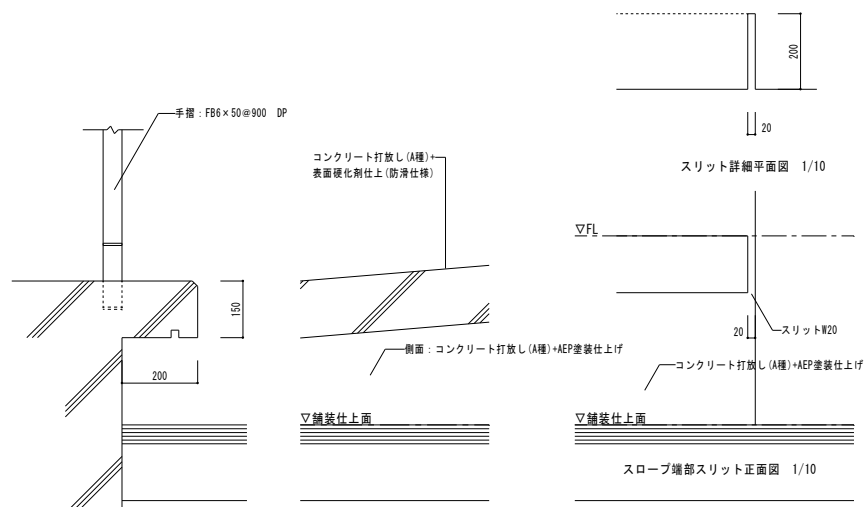 手摺：FB6×50@900　DP
150
200
コンクリート打放し(A種)+
表面硬化剤仕上(防滑仕様)
側面：コンクリート打放し(A種)+AEP塗装仕上げ
▽舗装仕上面
200
20
スリット詳細平面図　1/10
▽FL
スリットW20
20
コンクリート打放し(A種)+AEP塗装仕上げ
▽舗装仕上面
スロープ端部スリット正面図　1/10